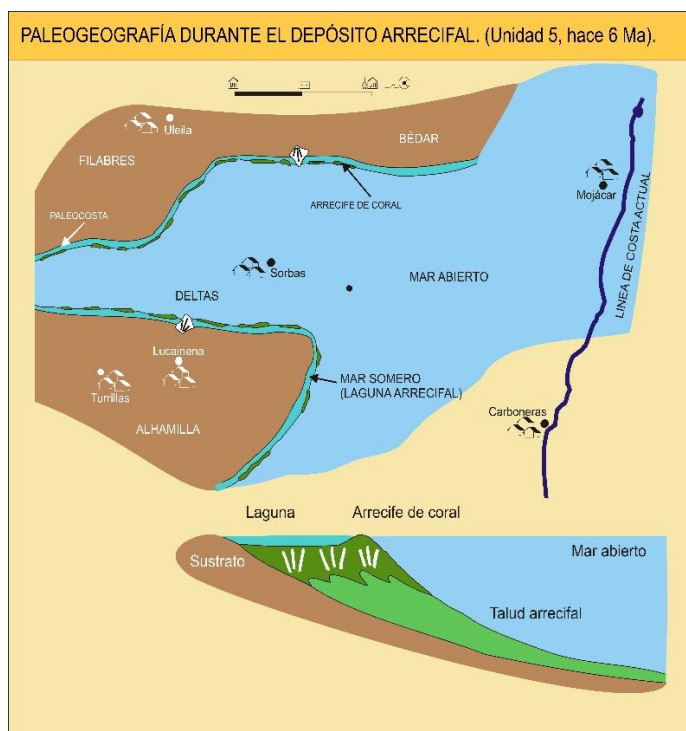 PALEOGEOGRAFÍA DURANTE EL DEPÓSITO ARRECIFAL. (Unidad 5, hace 6 Ma).
Uleila
BÉDAR
FILABRES
ARRECIFE DE CORAL
Mojácar
PALEOCOSTA
LINEA DE COSTA ACTUAL
Sorbas
MAR ABIERTO
DELTAS
Lucainena
MAR SOMERO
(LAGUNA ARRECIFAL)
Turrillas
Carboneras
ALHAMILLA
Laguna
Arrecife de coral
Sustrato
Mar abierto
Talud arrecifal